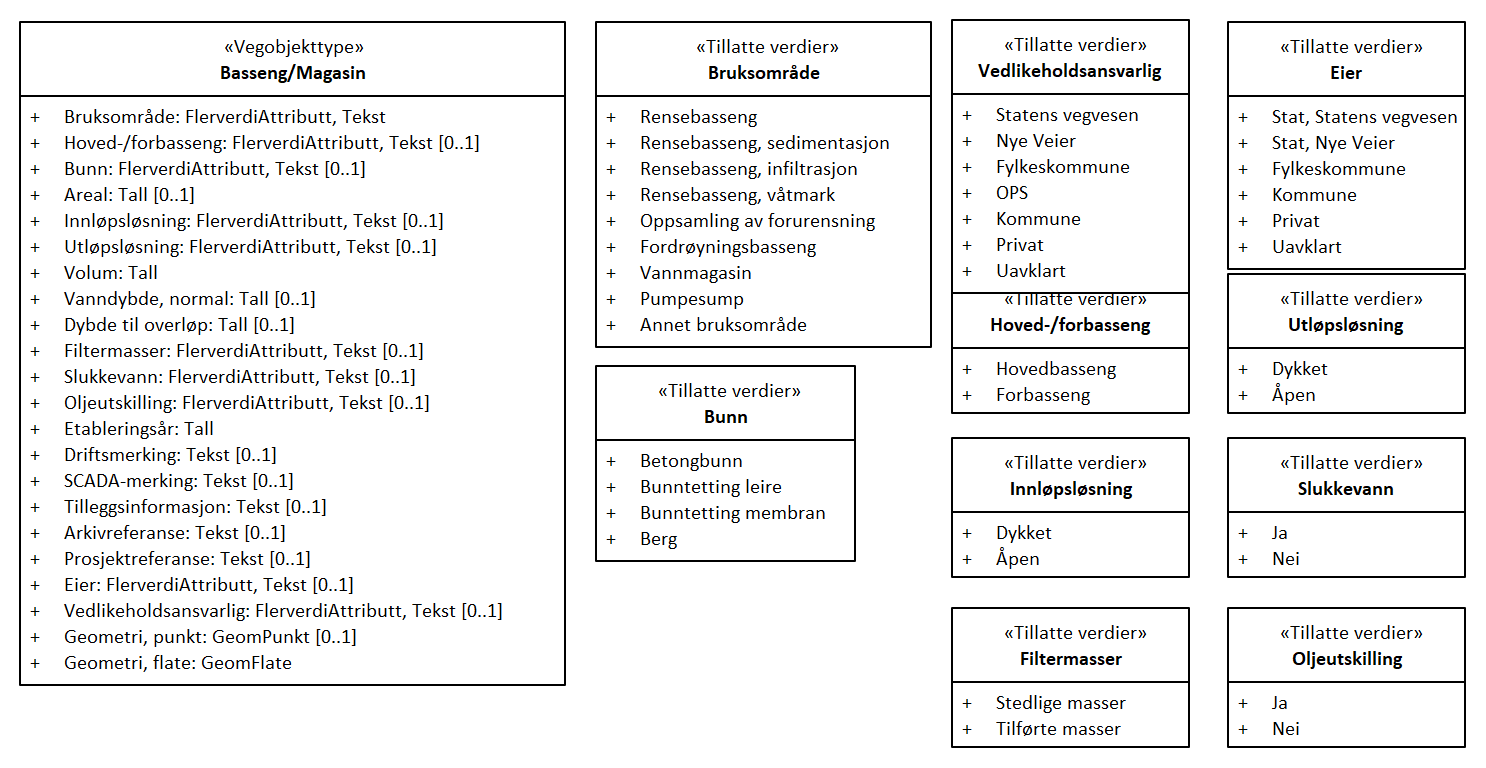 «Vegobjekttype»
Basseng/Magasin
+ Bruksområde: FlerverdiAttributt, Tekst
+ Hoved-/forbasseng: FlerverdiAttributt, Tekst [0..1]
+ Bunn: FlerverdiAttributt, Tekst [0..1]
+ Areal: Tall [0..1]
+ Innløpsløsning: FlerverdiAttributt, Tekst [0..1]
+ Utløpsløsning: FlerverdiAttributt, Tekst [0..1]
+ Volum: Tall
+ Vanndybde, normal: Tall [0..1]
+ Dybde til overløp: Tall [0..1]
+ Filtermasser: FlerverdiAttributt, Tekst [0..1]
+ Slukkevann: FlerverdiAttributt, Tekst [0..1]
+ Oljeutskilling: FlerverdiAttributt, Tekst [0..1]
+ Etableringsår: Tall
+ Driftsmerking: Tekst [0..1]
+ SCADA-merking: Tekst [0..1]
+ Tilleggsinformasjon: Tekst [0..1]
+ Arkivreferanse: Tekst [0..1]
+ Prosjektreferanse: Tekst [0..1]
+ Eier: FlerverdiAttributt, Tekst [0..1]
+ Vedlikeholdsansvarlig: FlerverdiAttributt, Tekst [0..1]
+ Geometri, punkt: GeomPunkt [0..1]
+ Geometri, flate: GeomFlate
«Tillatte verdier»
Bruksområde
+ Rensebasseng
+ Rensebasseng, sedimentasjon
+ Rensebasseng, infiltrasjon
+ Rensebasseng, våtmark
+ Oppsamling av forurensning
+ Fordrøyningsbasseng
+ Vannmagasin
+ Pumpesump
+ Annet bruksområde
«Tillatte verdier»
Bunn
+ Betongbunn
+ Bunntetting leire
+ Bunntetting membran
+ Berg
«Tillatte verdier»
Vedlikeholdsansvarlig
+ Statens vegvesen
+ Nye Veier
+ Fylkeskommune
+ OPS
+ Kommune
+ Privat
+ Uavklart
«Tillatte verdier»
Hoved-/forbasseng
+ Hovedbasseng
+ Forbasseng
«Tillatte verdier»
Innløpsløsning
+ Dykket
+ Åpen
«Tillatte verdier»
Filtermasser
+ Stedlige masser
+ Tilførte masser
«Tillatte verdier»
Eier
+ Stat, Statens vegvesen
+ Stat, Nye Veier
+ Fylkeskommune
+ Kommune
+ Privat
+ Uavklart
«Tillatte verdier»
Utløpsløsning
+ Dykket
+ Åpen
«Tillatte verdier»
Slukkevann
+ Ja
+ Nei
«Tillatte verdier»
Oljeutskilling
+ Ja
+ Nei